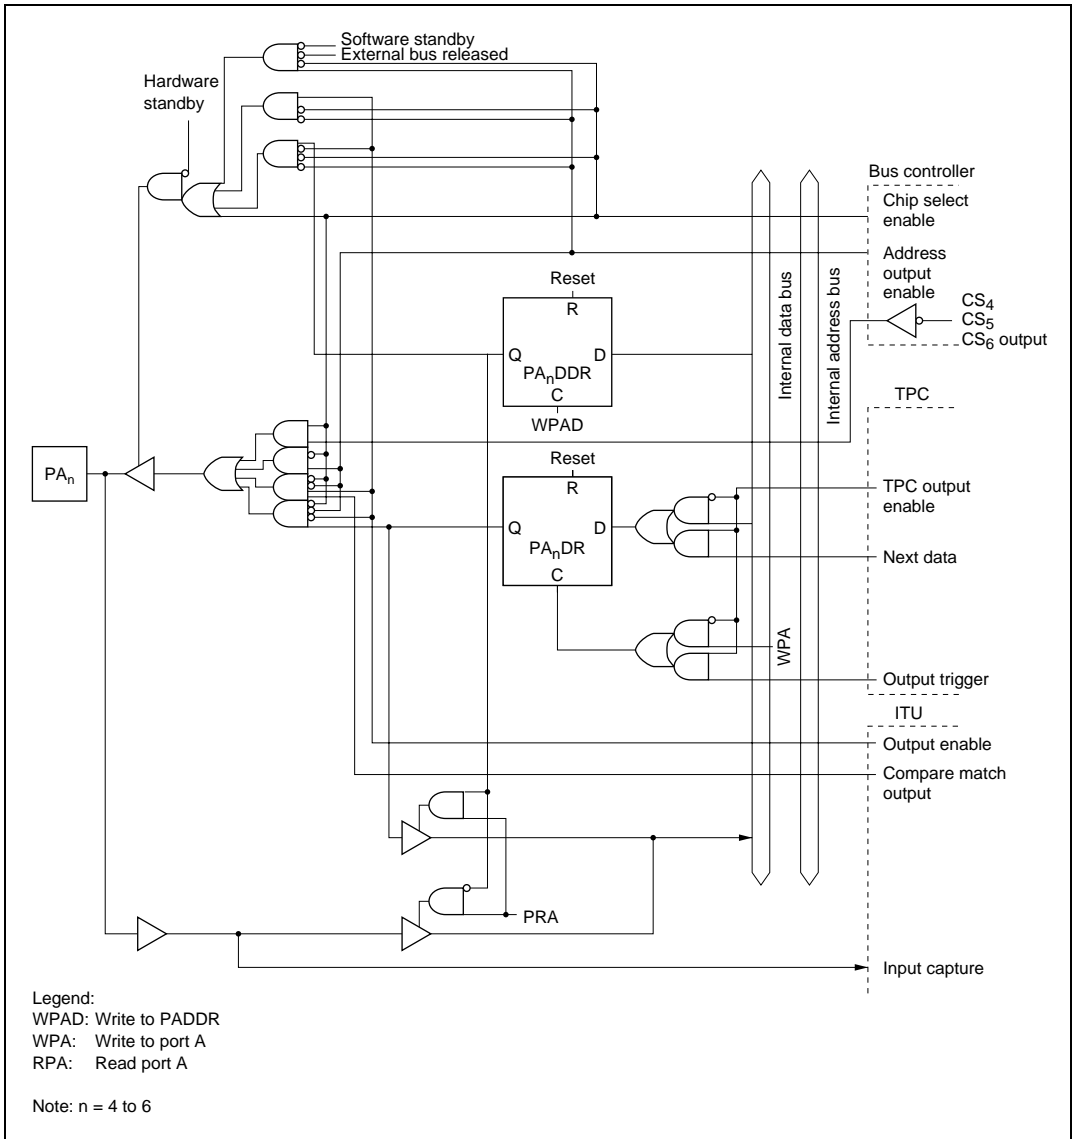 Software standby
External bus released
Hardware
standby
Bus controller
Chip select
enable
Address
output
enable
Internal data bus
Internal address bus
CS4
CS5
CS6 output
Reset
R
Q D
PAnDDR
C
WPAD
TPC
PAn
Reset
R
Q D
PAnDR
C
TPC output
enable
Next data
WPA
Output trigger
ITU
Output enable
Compare match
output
PRA
Input capture
Legend:
WPAD: Write to PADDR
WPA: Write to port A
RPA: Read port A
Note: n = 4 to 6